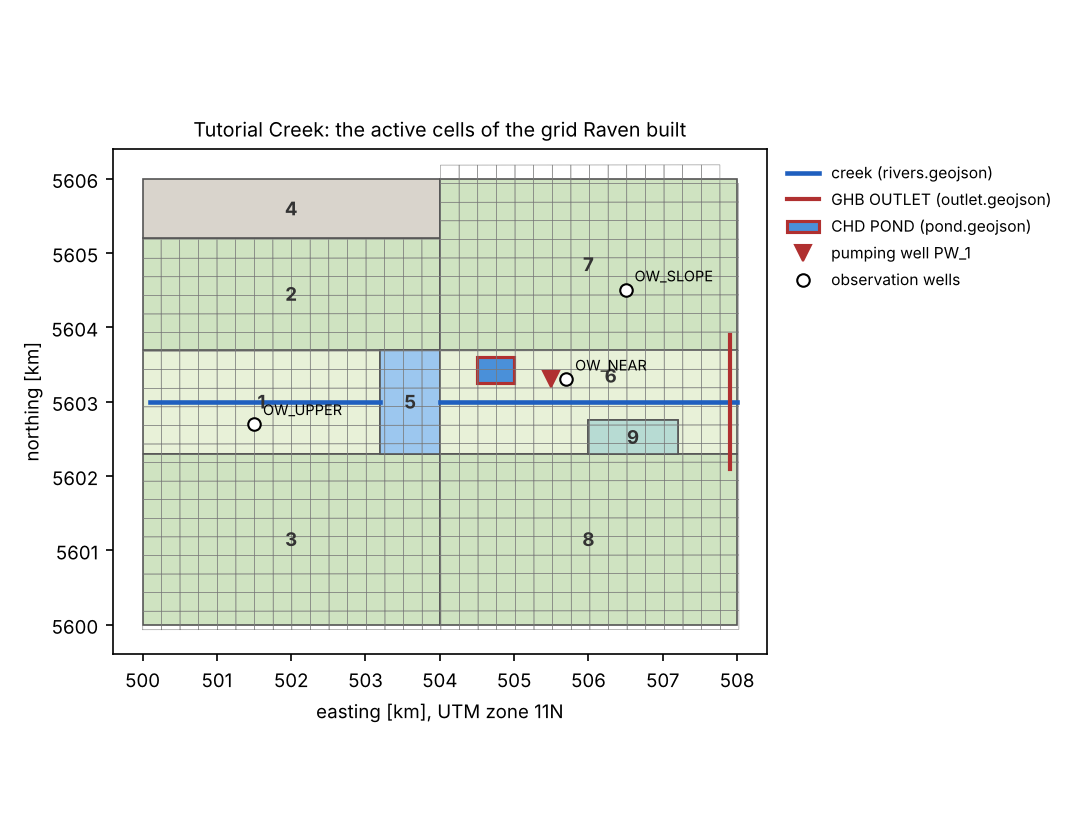 Tutorial Creek: the active cells of the grid Raven built
creek (rivers.geojson)
GHB OUTLET (outlet.geojson)
CHD POND (pond.geojson)
pumping well PW_1
observation wells
5606
5605
5604
5603
5602
5601
5600
northing [km]
4
7
OW_SLOPE
2
OW_NEAR
6
1
OW_UPPER
5
9
3
8
500 501 502 503 504 505 506 507 508
easting [km], UTM zone 11N